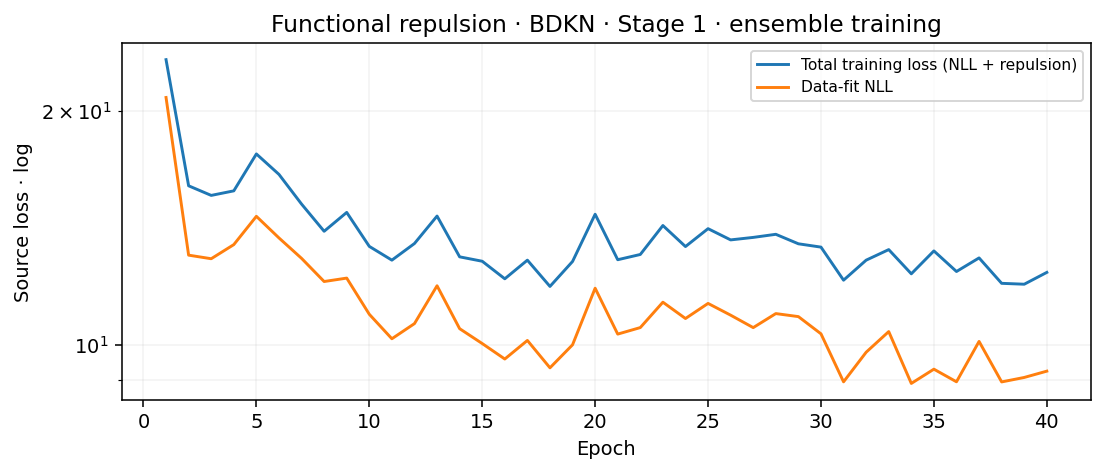 Functional repulsion · BDKN · Stage 1 · ensemble training
Total training loss (NLL + repulsion)
Data-fit NLL
Source loss · log
2 × 10¹
10¹
0 5 10 15 20 25 30 35 40
Epoch